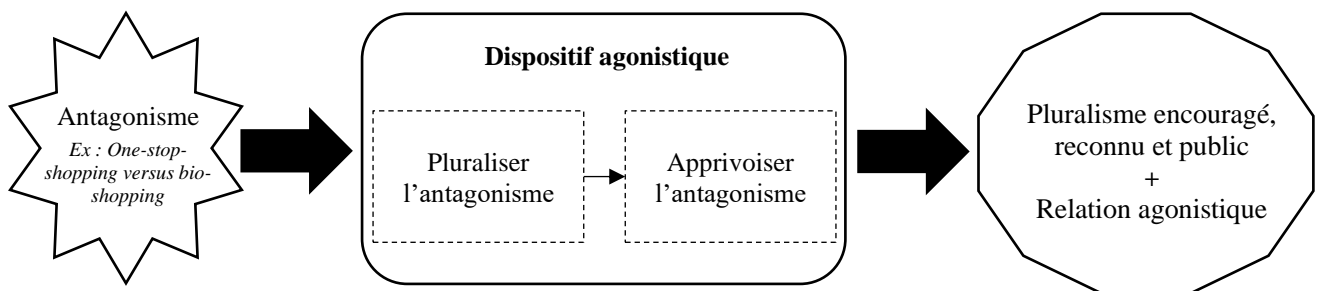 Antagonisme
Ex : One-stop-
shopping versus bio-
shopping
Dispositif agonistique
Pluraliser
l’antagonisme
Apprivoiser
l’antagonisme
Pluralisme encouragé,
reconnu et public
+
Relation agonistique